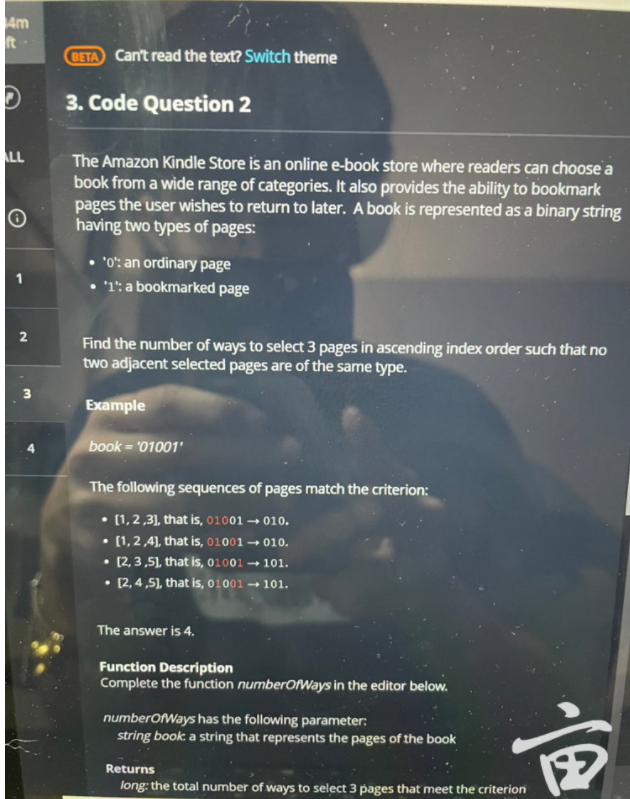 4m
ft
BETA Can't read the text? Switch theme
3. Code Question 2
ALL
The Amazon Kindle Store is an online e-book store where readers can choose a
book from a wide range of categories. It also provides the ability to bookmark
pages the user wishes to return to later. A book is represented as a binary string
having two types of pages:
• '0': an ordinary page
• '1': a bookmarked page
1
2
Find the number of ways to select 3 pages in ascending index order such that no
two adjacent selected pages are of the same type.
3
Example
4
book = '01001'
The following sequences of pages match the criterion:
• [1, 2 ,3], that is, 01001 → 010.
• [1, 2 ,4], that is, 01001 → 010.
• [2, 3 ,5], that is, 01001 → 101.
• [2, 4 ,5], that is, 01001 → 101.
The answer is 4.
Function Description
Complete the function numberOfWays in the editor below.
numberOfWays has the following parameter:
string book: a string that represents the pages of the book
Returns
long: the total number of ways to select 3 pages that meet the criterion
亩